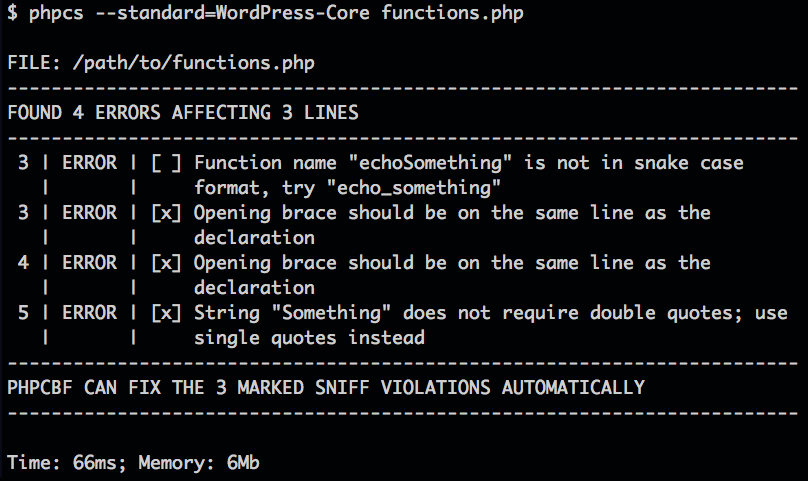 $ phpcs --standard=WordPress-Core functions.php
FILE: /path/to/functions.php
------------------------------------------------------------------------
FOUND 4 ERRORS AFFECTING 3 LINES
------------------------------------------------------------------------
 3 | ERROR | [ ] Function name "echoSomething" is not in snake case
   |       |     format, try "echo_something"
 3 | ERROR | [x] Opening brace should be on the same line as the
   |       |     declaration
 4 | ERROR | [x] Opening brace should be on the same line as the
   |       |     declaration
 5 | ERROR | [x] String "Something" does not require double quotes; use
   |       |     single quotes instead
------------------------------------------------------------------------
PHPCBF CAN FIX THE 3 MARKED SNIFF VIOLATIONS AUTOMATICALLY
------------------------------------------------------------------------
Time: 66ms; Memory: 6Mb